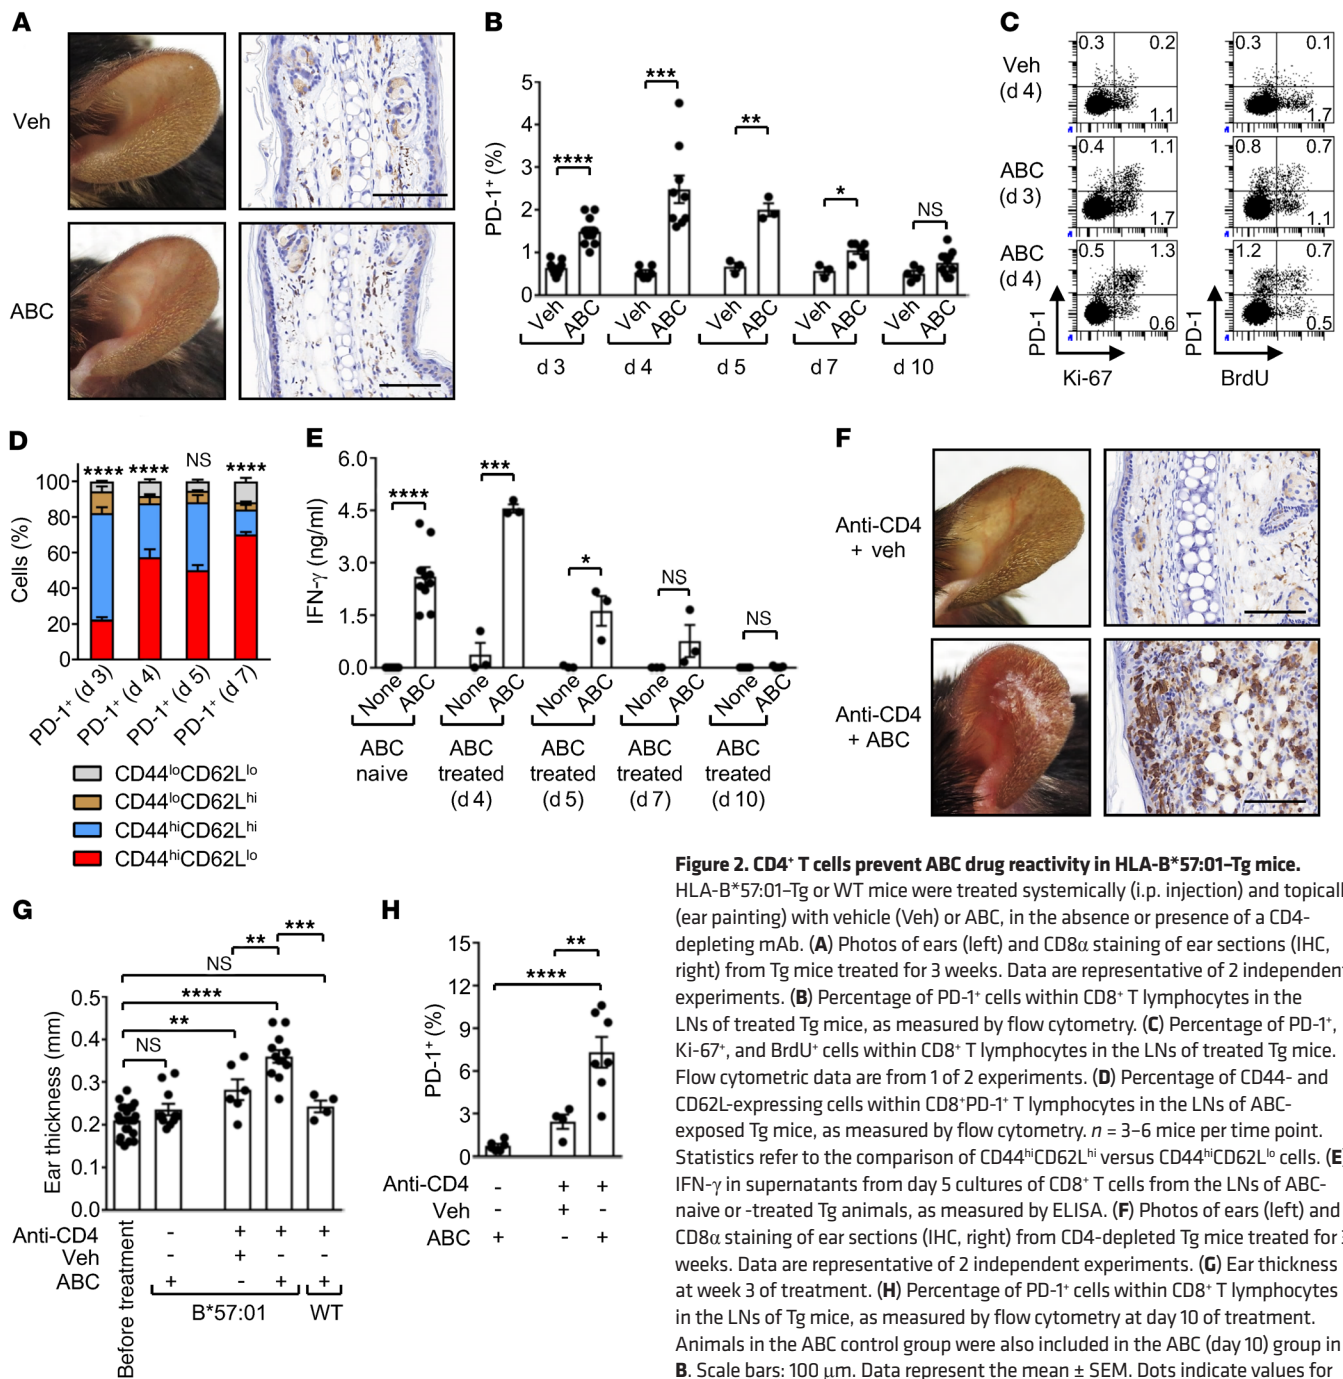 A
Veh
ABC
B
PD-1⁺ (%)
5
4
3
2
1
0
****
***
**
*
NS
Veh
ABC
Veh
ABC
Veh
ABC
Veh
ABC
Veh
ABC
d 3
d 4
d 5
d 7
d 10
C
Veh
(d 4)
0.3
0.2
1.1
0.3
0.1
1.7
ABC
(d 3)
0.4
1.1
1.7
0.8
0.7
1.1
ABC
(d 4)
0.5
1.3
0.6
1.2
0.7
0.5
PD-1
Ki-67
PD-1
BrdU
D
Cells (%)
100
80
60
40
20
0
****
****
NS
****
PD-1⁺ (d 3)
PD-1⁺ (d 4)
PD-1⁺ (d 5)
PD-1⁺ (d 7)
CD44ˡᵒCD62Lˡᵒ
CD44ˡᵒCD62Lʰⁱ
CD44ʰⁱCD62Lʰⁱ
CD44ʰⁱCD62Lˡᵒ
E
IFN-γ (ng/ml)
6.0
4.5
3.0
1.5
0.0
****
***
*
NS
NS
None
ABC
None
ABC
None
ABC
None
ABC
None
ABC
ABC
naive
ABC
treated
(d 4)
ABC
treated
(d 5)
ABC
treated
(d 7)
ABC
treated
(d 10)
F
Anti-CD4
+ veh
Anti-CD4
+ ABC
G
Ear thickness (mm)
0.5
0.4
0.3
0.2
0.1
0.0
NS
**
****
NS
**
***
Anti-CD4 - + + +
Veh - + - -
ABC + - + +
Before treatment
B*57:01
WT
H
PD-1⁺ (%)
15
12
9
6
3
0
****
**
Anti-CD4 - + +
Veh - + -
ABC + - +
Figure 2. CD4⁺ T cells prevent ABC drug reactivity in HLA-B*57:01–Tg mice.
HLA-B*57:01–Tg or WT mice were treated systemically (i.p. injection) and topically
(ear painting) with vehicle (Veh) or ABC, in the absence or presence of a CD4-
depleting mAb. (A) Photos of ears (left) and CD8α staining of ear sections (IHC,
right) from Tg mice treated for 3 weeks. Data are representative of 2 independent
experiments. (B) Percentage of PD-1⁺ cells within CD8⁺ T lymphocytes in the
LNs of treated Tg mice, as measured by flow cytometry. (C) Percentage of PD-1⁺,
Ki-67⁺, and BrdU⁺ cells within CD8⁺ T lymphocytes in the LNs of treated Tg mice.
Flow cytometric data are from 1 of 2 experiments. (D) Percentage of CD44- and
CD62L-expressing cells within CD8⁺PD-1⁺ T lymphocytes in the LNs of ABC-
exposed Tg mice, as measured by flow cytometry. n = 3–6 mice per time point.
Statistics refer to the comparison of CD44ʰⁱCD62Lʰⁱ versus CD44ʰⁱCD62Lˡᵒ cells. (E
IFN-γ in supernatants from day 5 cultures of CD8⁺ T cells from the LNs of ABC-
naive or -treated Tg animals, as measured by ELISA. (F) Photos of ears (left) and
CD8α staining of ear sections (IHC, right) from CD4-depleted Tg mice treated for
weeks. Data are representative of 2 independent experiments. (G) Ear thickness
at week 3 of treatment. (H) Percentage of PD-1⁺ cells within CD8⁺ T lymphocytes
in the LNs of Tg mice, as measured by flow cytometry at day 10 of treatment.
Animals in the ABC control group were also included in the ABC (day 10) group in
B. Scale bars: 100 μm. Data represent the mean ± SEM. Dots indicate values for